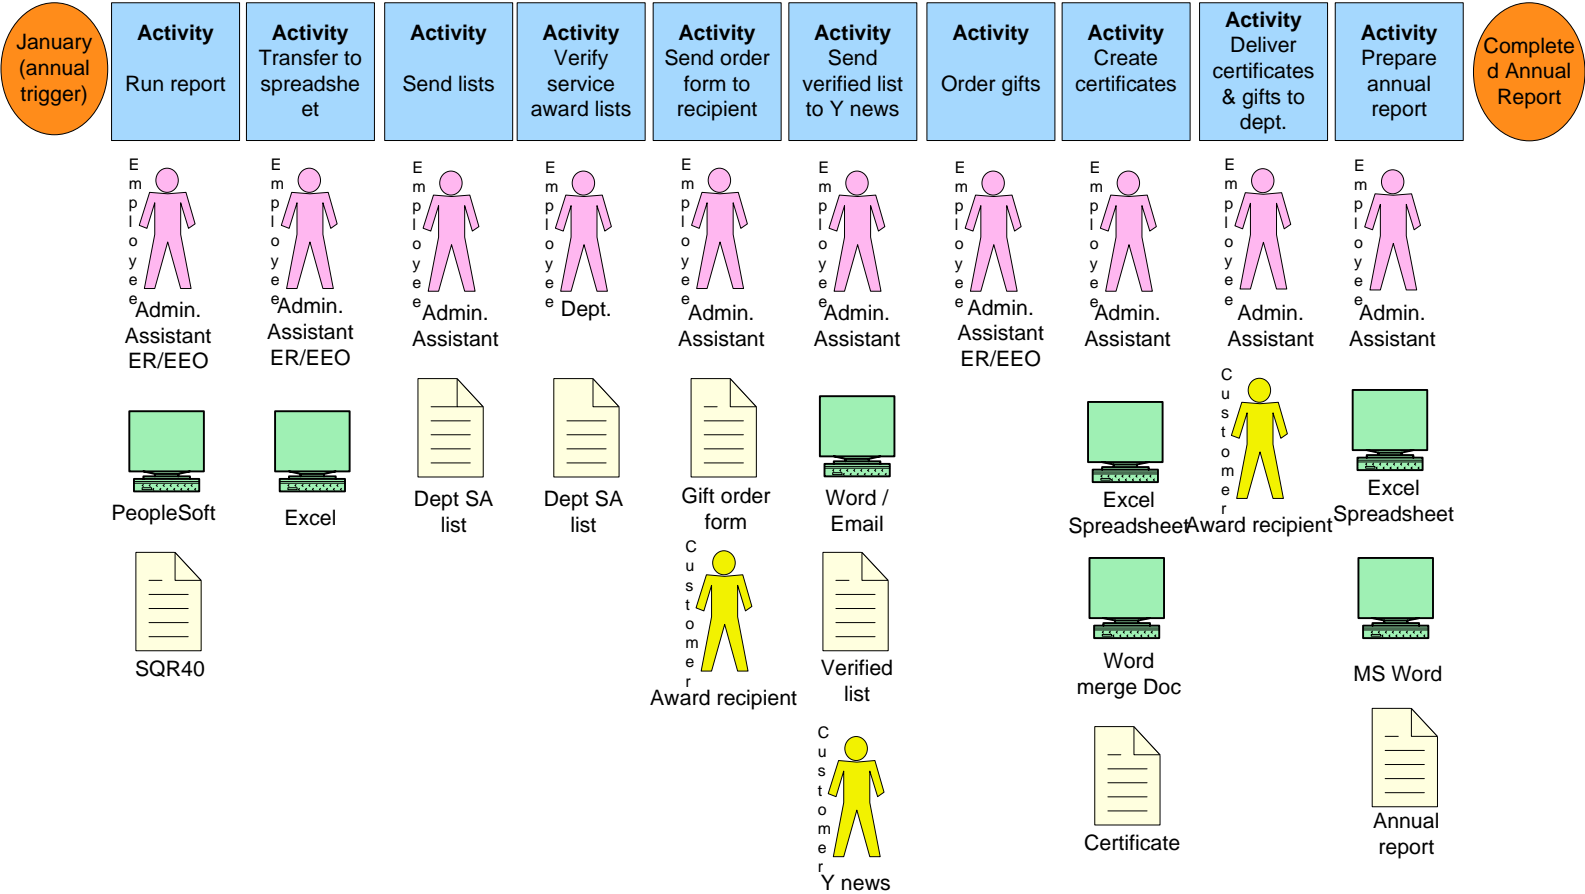 January
(annual
trigger)
Activity
Run report
Activity
Transfer to
spreadshe
et
Activity
Send lists
Activity
Verify
service
award lists
Activity
Send order
form to
recipient
Activity
Send
verified list
to Y news
Activity
Order gifts
Activity
Create
certificates
Activity
Deliver
certificates
& gifts to
dept.
Activity
Prepare
annual
report
Complete
d Annual
Report
Employee
Admin.
Assistant
ER/EEO
PeopleSoft
SQR40
Employee
Admin.
Assistant
ER/EEO
Excel
Employee
Admin.
Assistant
Dept SA
list
Employee
Dept.
Dept SA
list
Employee
Admin.
Assistant
Gift order
form
Customer
Award recipient
Employee
Admin.
Assistant
Word /
Email
Verified
list
Customer
Y news
Employee
Admin.
Assistant
ER/EEO
Employee
Admin.
Assistant
Excel
Spreadsheet
Word
merge Doc
Certificate
Employee
Admin.
Assistant
Customer
Award recipient
Employee
Admin.
Assistant
Excel
Spreadsheet
MS Word
Annual
report